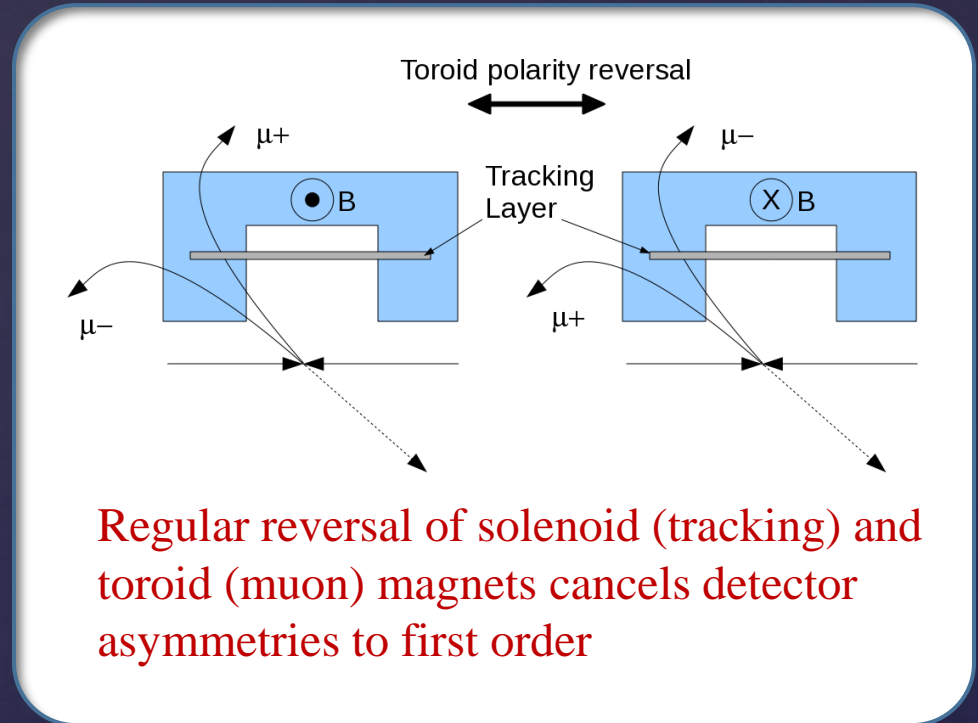 Toroid polarity reversal
μ+
μ−
B
Tracking
Layer
μ−
X B
μ+
Regular reversal of solenoid (tracking) and
toroid (muon) magnets cancels detector
asymmetries to first order